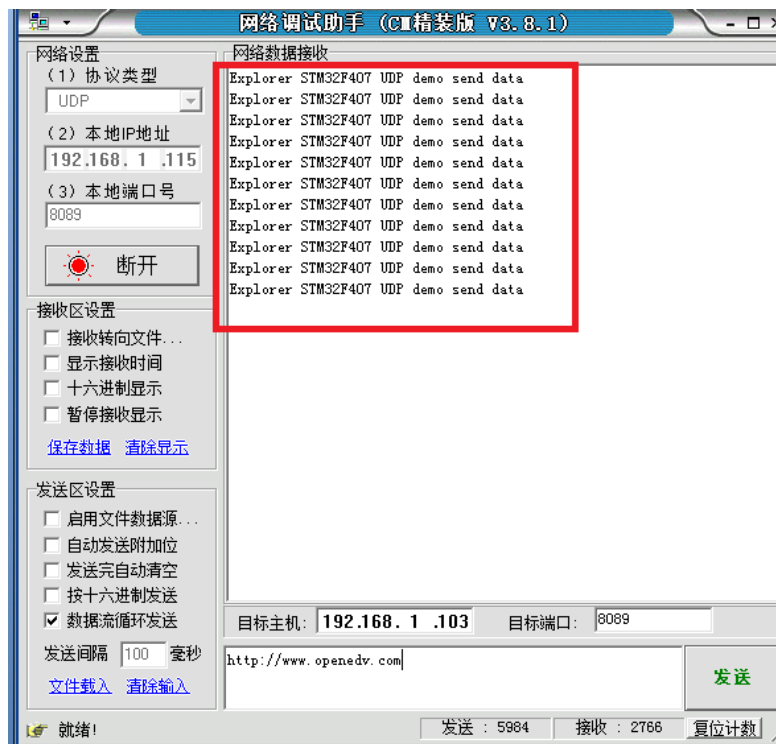 网络调试助手 (CM精装版 V3.8.1)
网络设置
(1) 协议类型
UDP
(2) 本地IP地址
192.168. 1 .115
(3) 本地端口号
8089
断开
接收区设置
接收转向文件...
显示接收时间
十六进制显示
暂停接收显示
保存数据 清除显示
发送区设置
启用文件数据源...
自动发送附加位
发送完自动清空
按十六进制发送
数据流循环发送
发送间隔 100 毫秒
文件载入 清除输入
网络数据接收
Explorer STM32F407 UDP demo send data
Explorer STM32F407 UDP demo send data
Explorer STM32F407 UDP demo send data
Explorer STM32F407 UDP demo send data
Explorer STM32F407 UDP demo send data
Explorer STM32F407 UDP demo send data
Explorer STM32F407 UDP demo send data
Explorer STM32F407 UDP demo send data
Explorer STM32F407 UDP demo send data
Explorer STM32F407 UDP demo send data
Explorer STM32F407 UDP demo send data
目标主机: 192.168. 1 .103 目标端口: 8089
http://www.openedv.com
发送
就绪! 发送 : 5984 接收 : 2766 复位计数